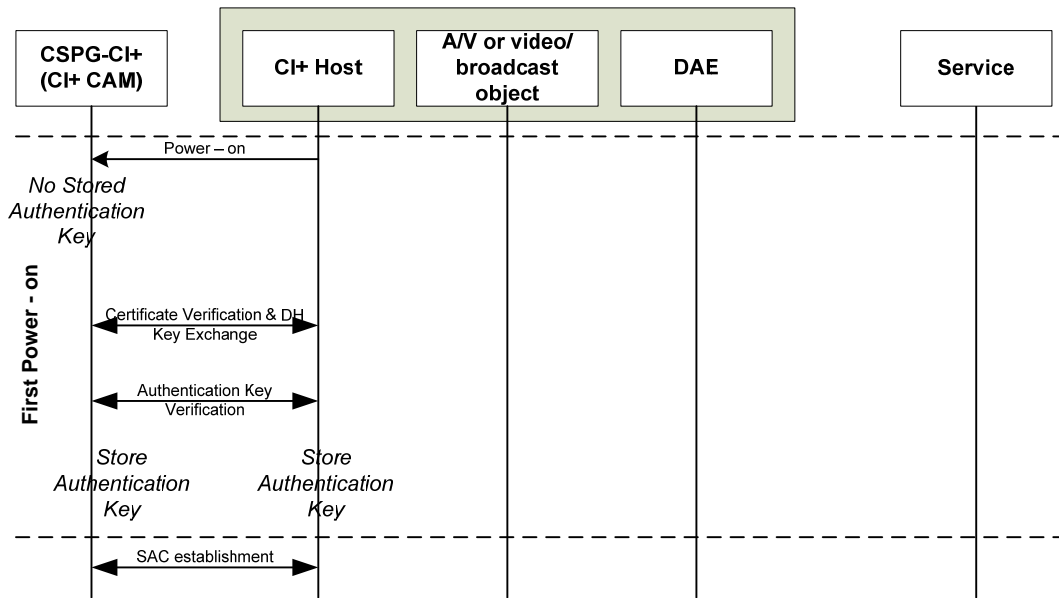 CSPG-CI+
(CI+ CAM)
CI+ Host
A/V or video/
broadcast
object
DAE
Service
Power – on
No Stored
Authentication
Key
First Power - on
Certificate Verification & DH
Key Exchange
Authentication Key
Verification
Store
Authentication
Key
Store
Authentication
Key
SAC establishment